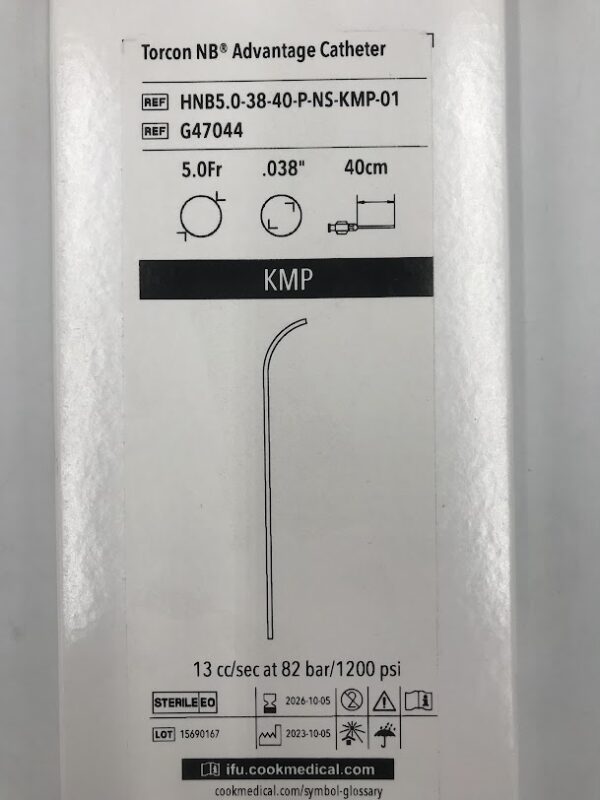 Torcon NB® Advantage Catheter
REF HNB5.0-38-40-P-NS-KMP-01
REF G47044
5.0Fr .038" 40cm
KMP
13 cc/sec at 82 bar/1200 psi
STERILE EO 2026-10-05
LOT 15690167 2023-10-05
ifu.cookmedical.com
cookmedical.com/symbol-glossary